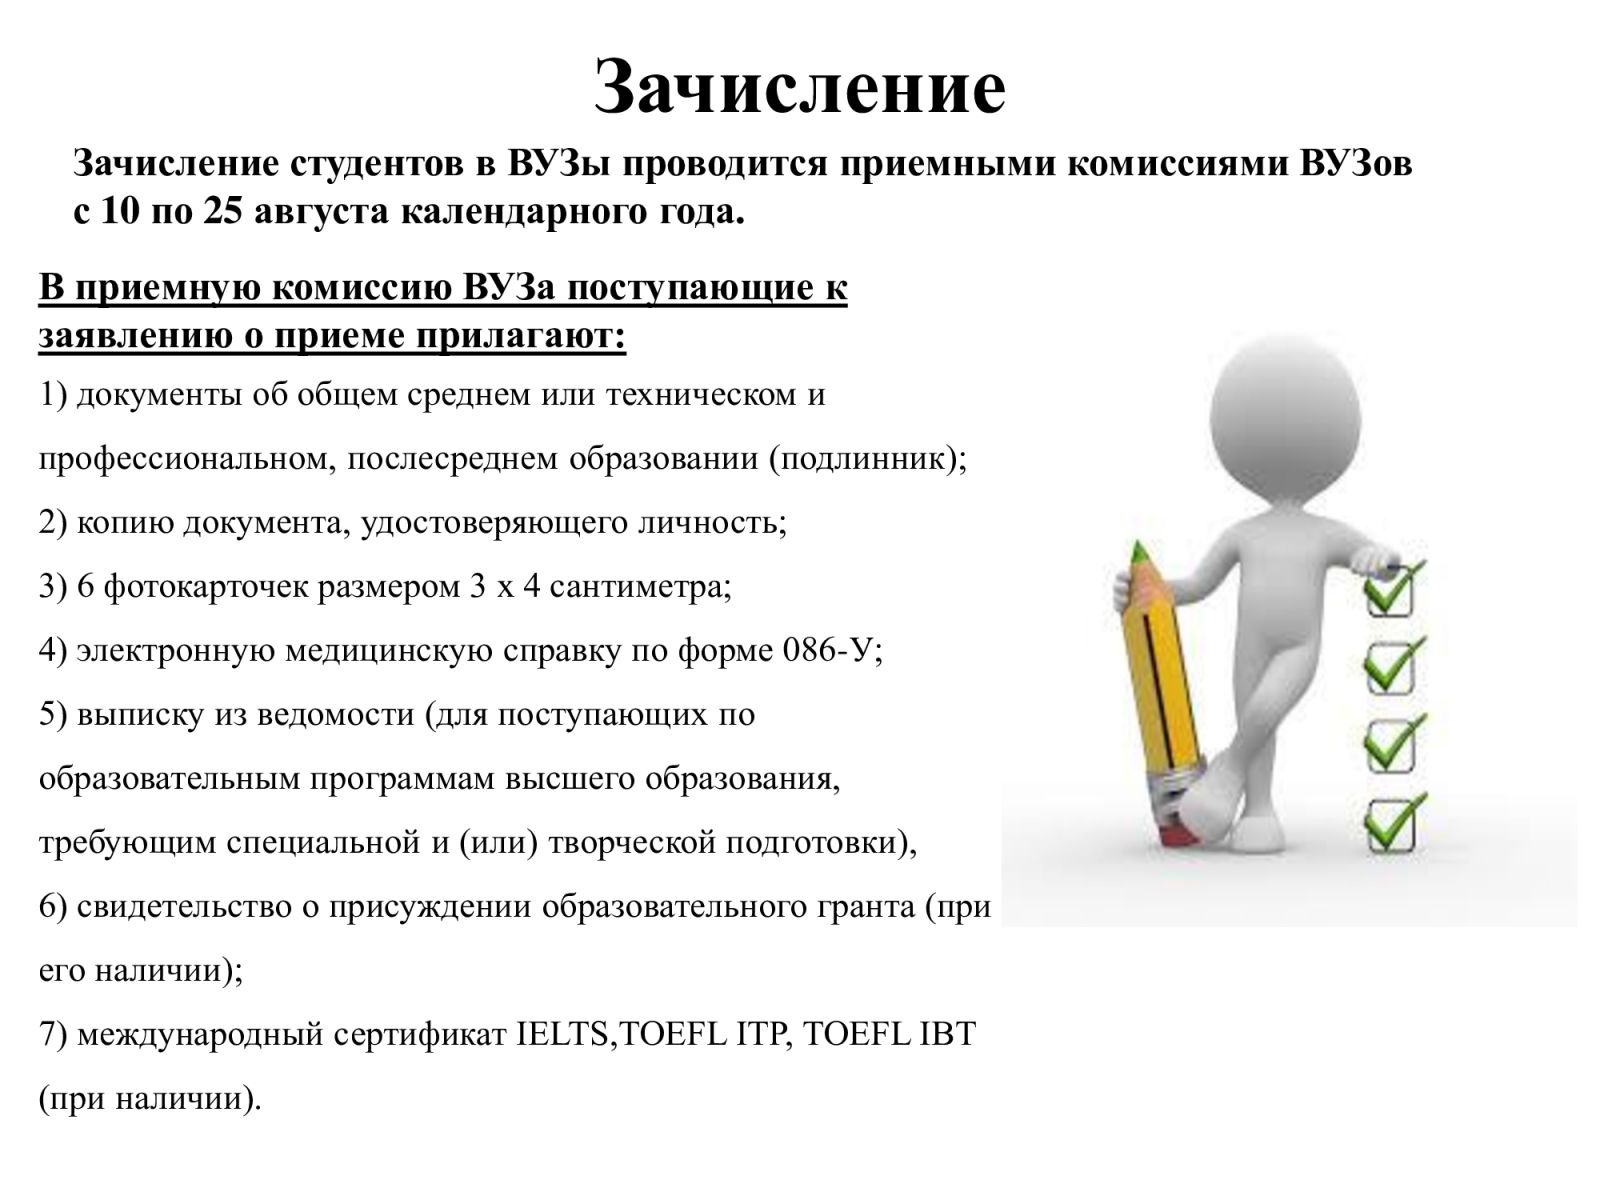 Зачисление
Зачисление студентов в ВУЗы проводится приемными комиссиями ВУЗов
с 10 по 25 августа календарного года.
В приемную комиссию ВУЗа поступающие к
заявлению о приеме прилагают:
1) документы об общем среднем или техническом и
профессиональном, послесреднем образовании (подлинник);
2) копию документа, удостоверяющего личность;
3) 6 фотокарточек размером 3 х 4 сантиметра;
4) электронную медицинскую справку по форме 086-У;
5) выписку из ведомости (для поступающих по
образовательным программам высшего образования,
требующим специальной и (или) творческой подготовки),
6) свидетельство о присуждении образовательного гранта (при
его наличии);
7) международный сертификат IELTS,TOEFL ITP, TOEFL IBT
(при наличии).